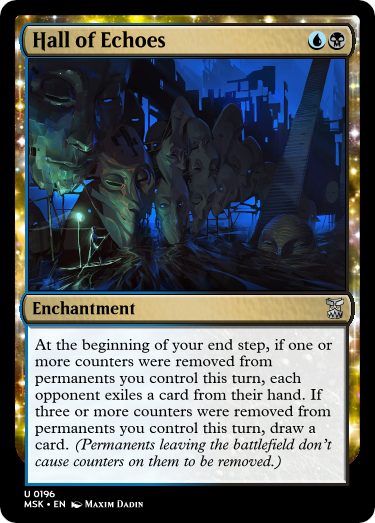 Hall of Echoes
Enchantment
At the beginning of your end step, if one or
more counters were removed from
permanents you control this turn, each
opponent exiles a card from their hand. If
three or more counters were removed from
permanents you control this turn, draw a
card. (Permanents leaving the battlefield don't
cause counters on them to be removed.)
U 0196
MSK • EN Maxim Dadin